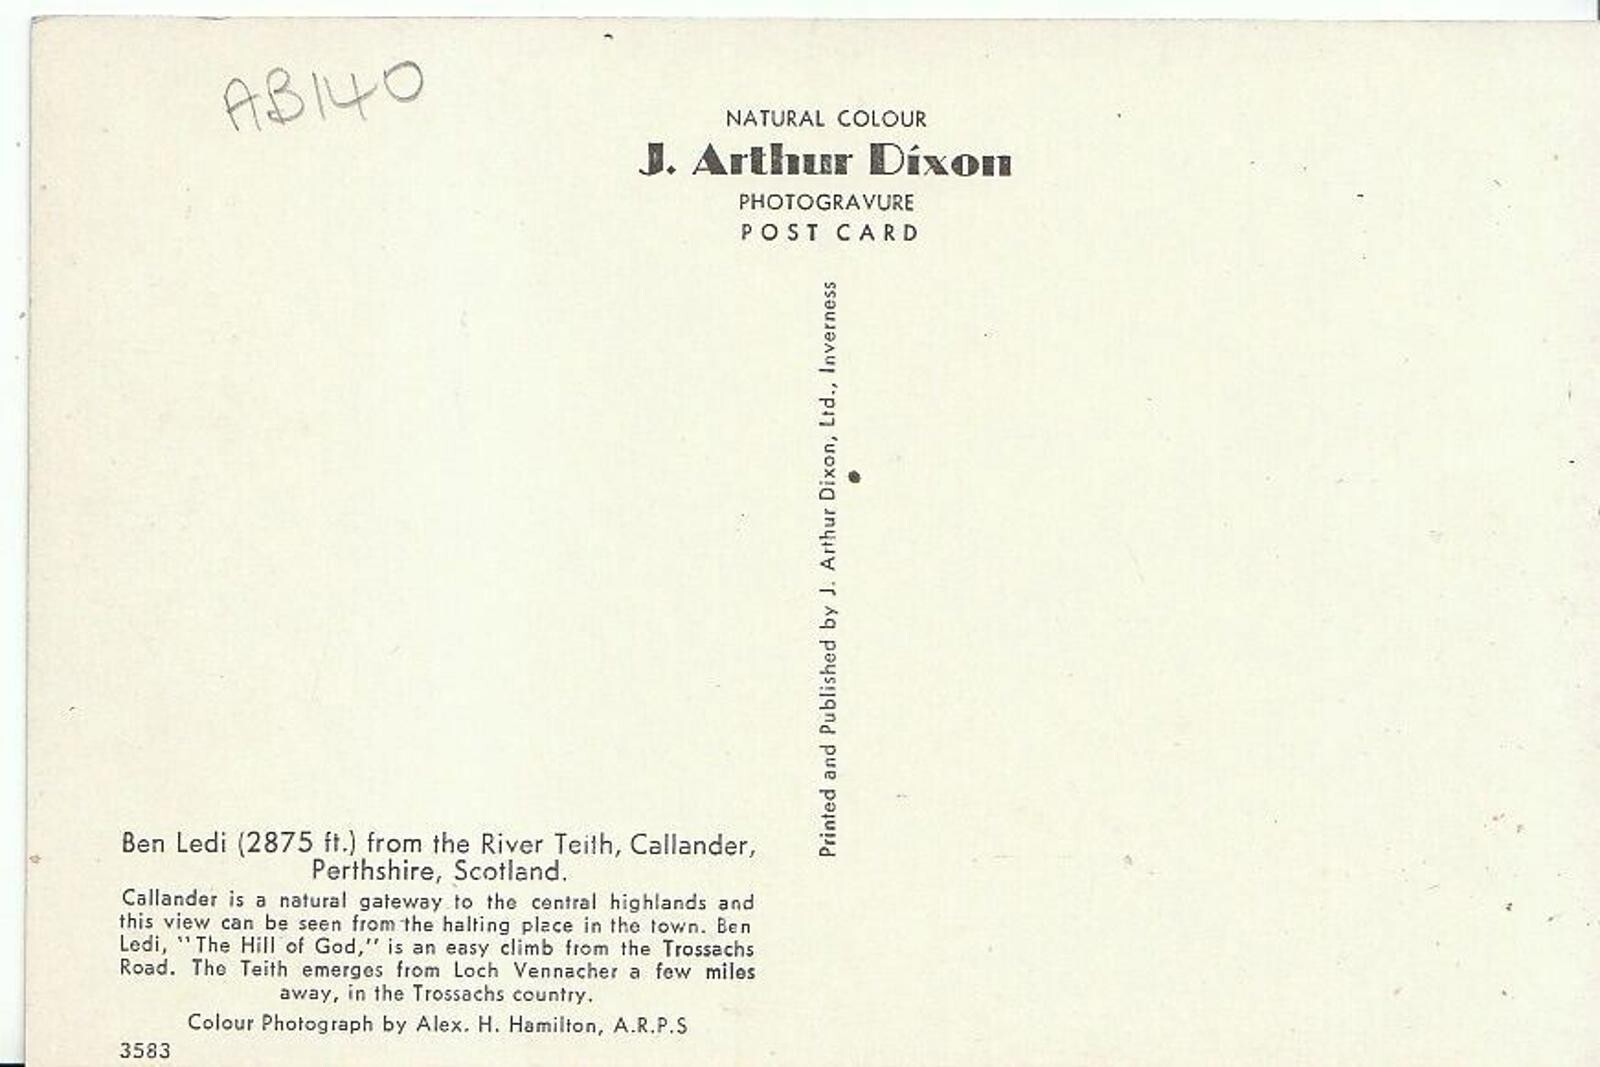 AB140
NATURAL COLOUR
J. Arthur Dixon
PHOTOGRAVURE
POST CARD
Printed and Published by J. Arthur Dixon, Ltd., Inverness
Ben Ledi (2875 ft.) from the River Teith, Callander,
Perthshire, Scotland.
Callander is a natural gateway to the central highlands and
this view can be seen from the halting place in the town. Ben
Ledi, "The Hill of God," is an easy climb from the Trossachs
Road. The Teith emerges from Loch Vennacher a few miles
away, in the Trossachs country.
Colour Photograph by Alex. H. Hamilton, A.R.P.S
3583